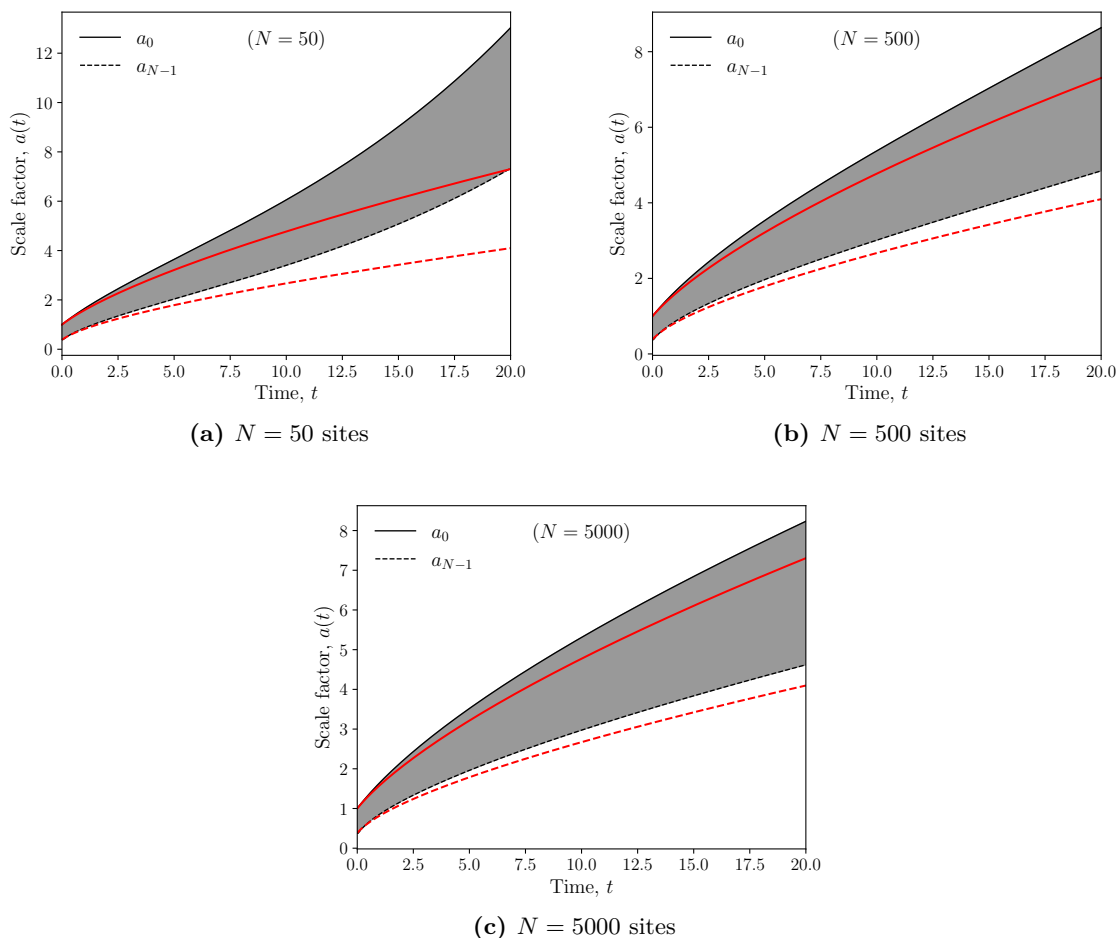 a_0 (N = 50)
a_{N−1}
12
10
8
6
4
2
0
Scale factor, a(t)
0.0 2.5 5.0 7.5 10.0 12.5 15.0 17.5 20.0
Time, t
(a) N = 50 sites
a_0 (N = 500)
a_{N−1}
8
6
4
2
0
Scale factor, a(t)
0.0 2.5 5.0 7.5 10.0 12.5 15.0 17.5 20.0
Time, t
(b) N = 500 sites
a_0 (N = 5000)
a_{N−1}
8
7
6
5
4
3
2
1
0
Scale factor, a(t)
0.0 2.5 5.0 7.5 10.0 12.5 15.0 17.5 20.0
Time, t
(c) N = 5000 sites